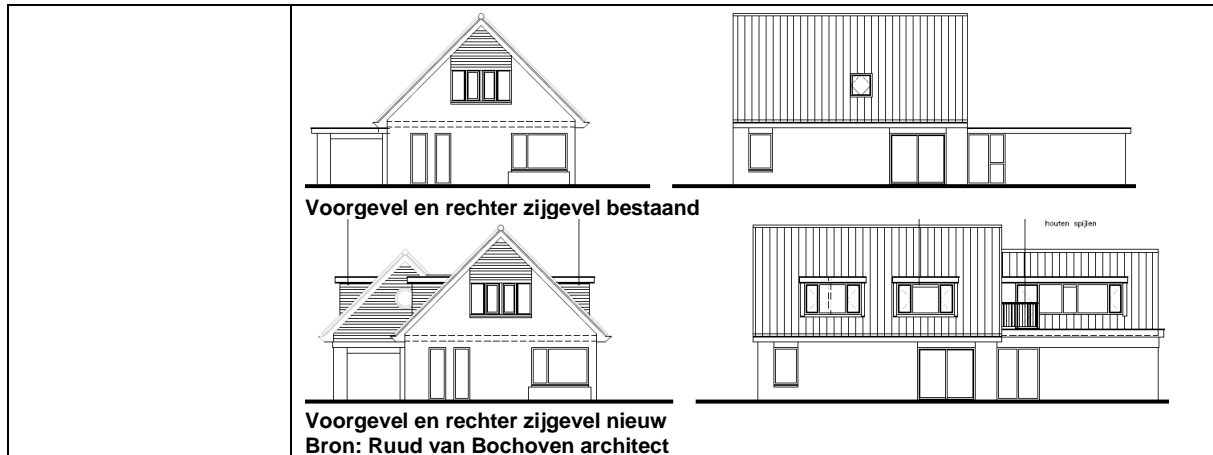 Voorgevel en rechter zijgevel bestaand
houten spijlen
Voorgevel en rechter zijgevel nieuw
Bron: Ruud van Bochoven architect